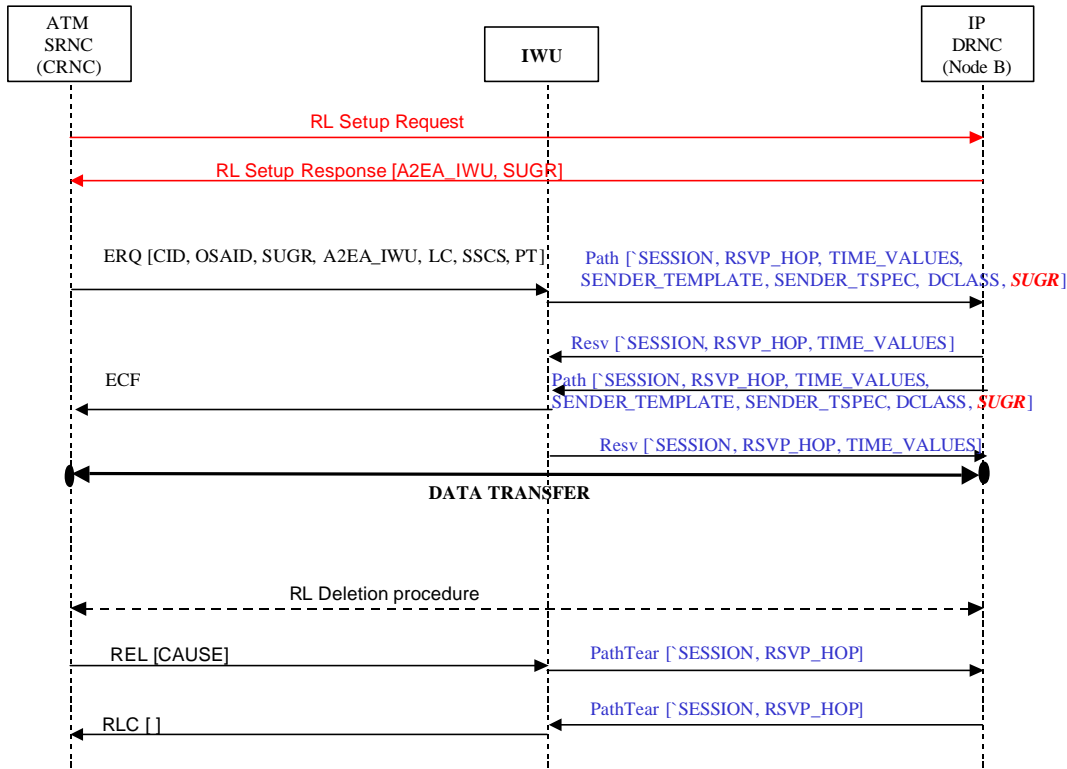 ATM
SRNC
(CRNC)
IWU
IP
DRNC
(Node B)
RL Setup Request
RL Setup Response [A2EA_IWU, SUGR]
ERQ [CID, OSAID, SUGR, A2EA_IWU, LC, SSCS, PT]
Path [`SESSION, RSVP_HOP, TIME_VALUES,
SENDER_TEMPLATE, SENDER_TSPEC, DCLASS, SUGR]
Resv [`SESSION, RSVP_HOP, TIME_VALUES]
ECF
Path [`SESSION, RSVP_HOP, TIME_VALUES,
SENDER_TEMPLATE, SENDER_TSPEC, DCLASS, SUGR]
Resv [`SESSION, RSVP_HOP, TIME_VALUES]
DATA TRANSFER
RL Deletion procedure
REL [CAUSE]
PathTear [`SESSION, RSVP_HOP]
PathTear [`SESSION, RSVP_HOP]
RLC [ ]